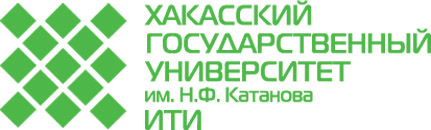 ХАКАССКИЙ
ГОСУДАРСТВЕННЫЙ
УНИВЕРСИТЕТ
им. Н.Ф. Катанова
ИТИ